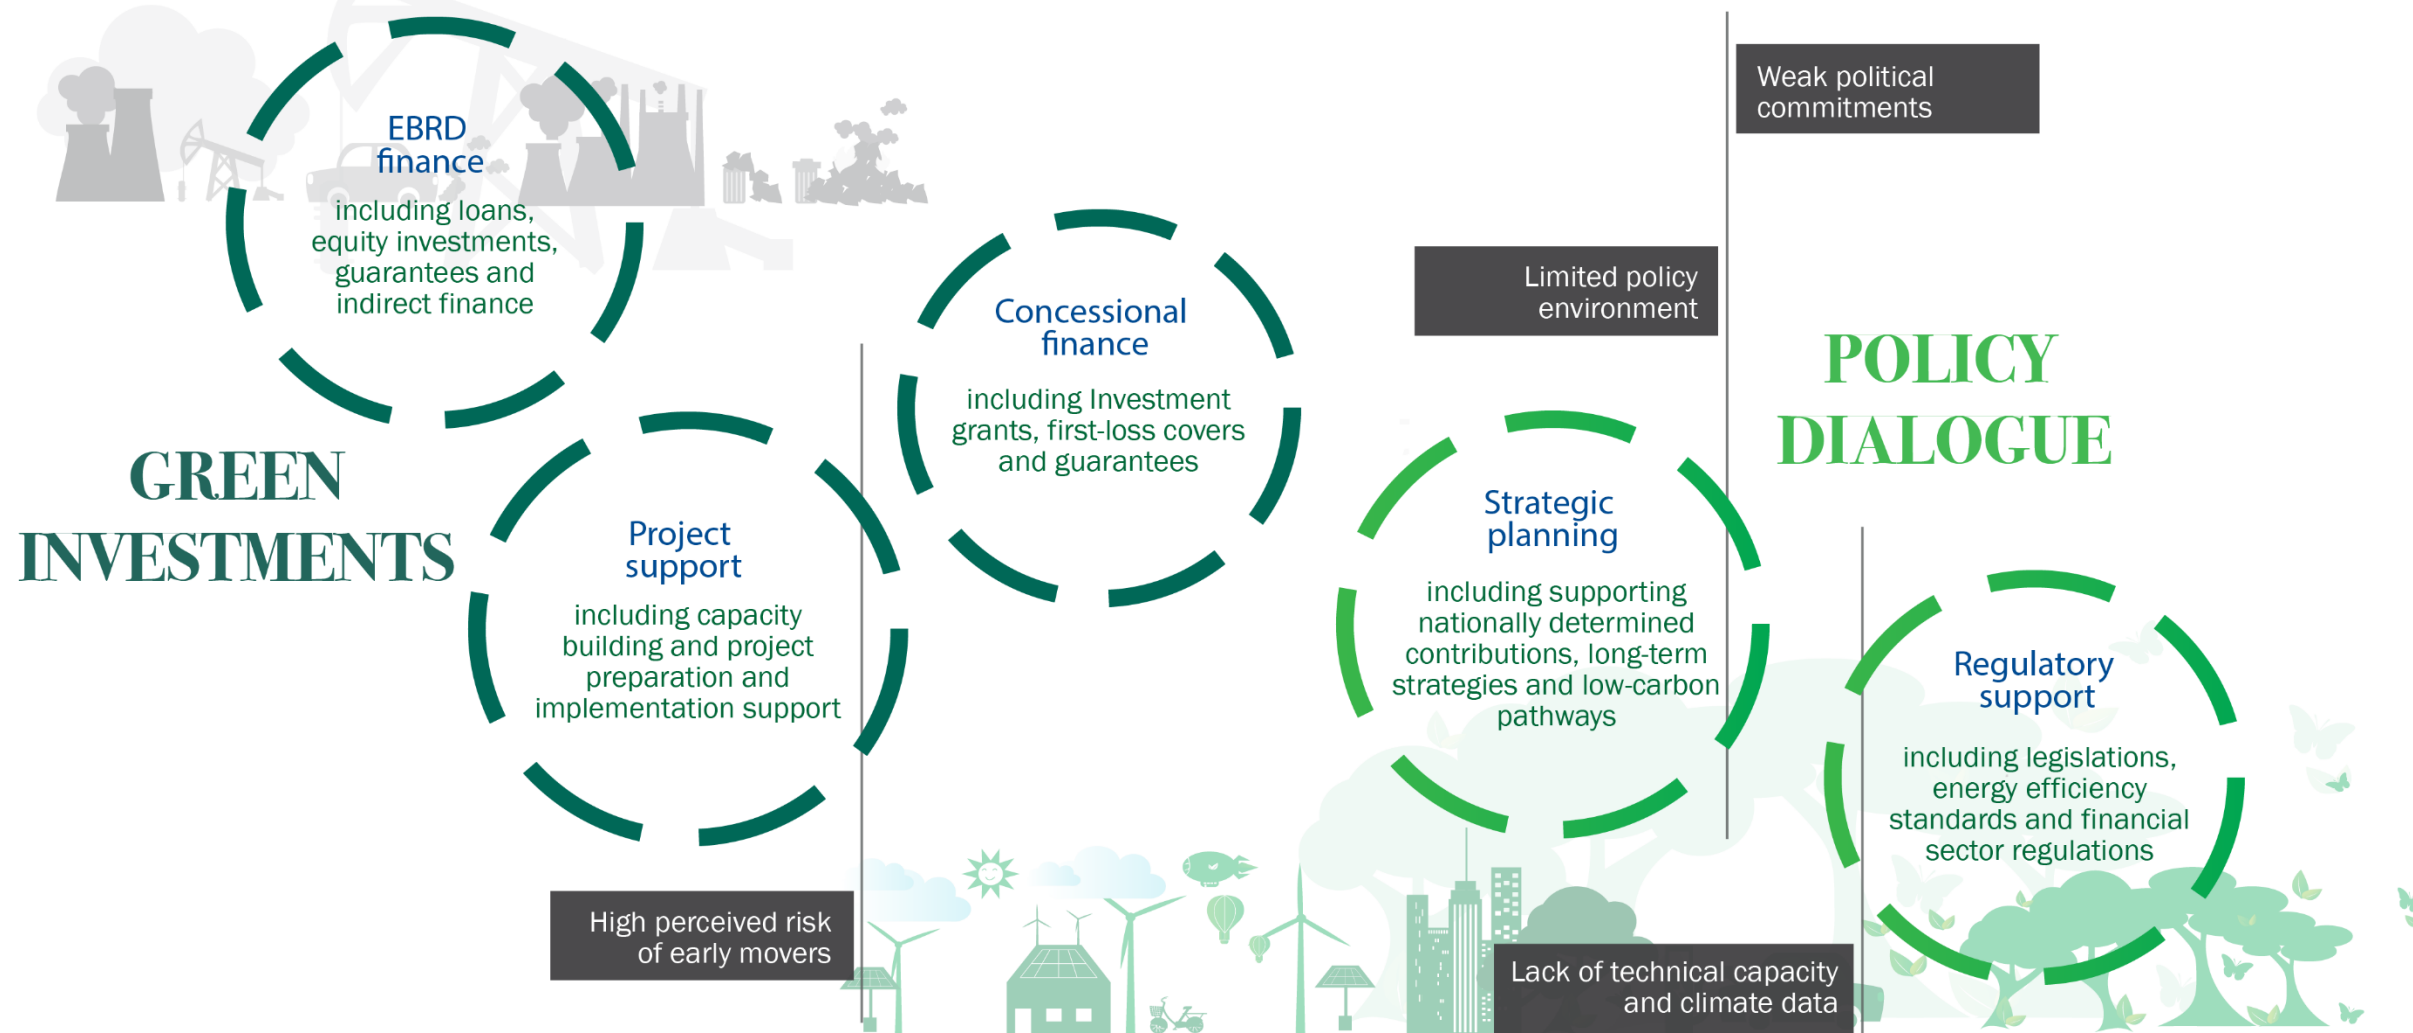 EBRD
finance
including loans,
equity investments,
guarantees and
indirect finance
GREEN
INVESTMENTS
Project
support
including capacity
building and project
preparation and
implementation support
High perceived risk
of early movers
Concessional
finance
including Investment
grants, first-loss covers
and guarantees
Weak political
commitments
Limited policy
environment
POLICY
DIALOGUE
Strategic
planning
including supporting
nationally determined
contributions, long-term
strategies and low-carbon
pathways
Lack of technical capacity
and climate data
Regulatory
support
including legislations,
energy efficiency
standards and financial
sector regulations